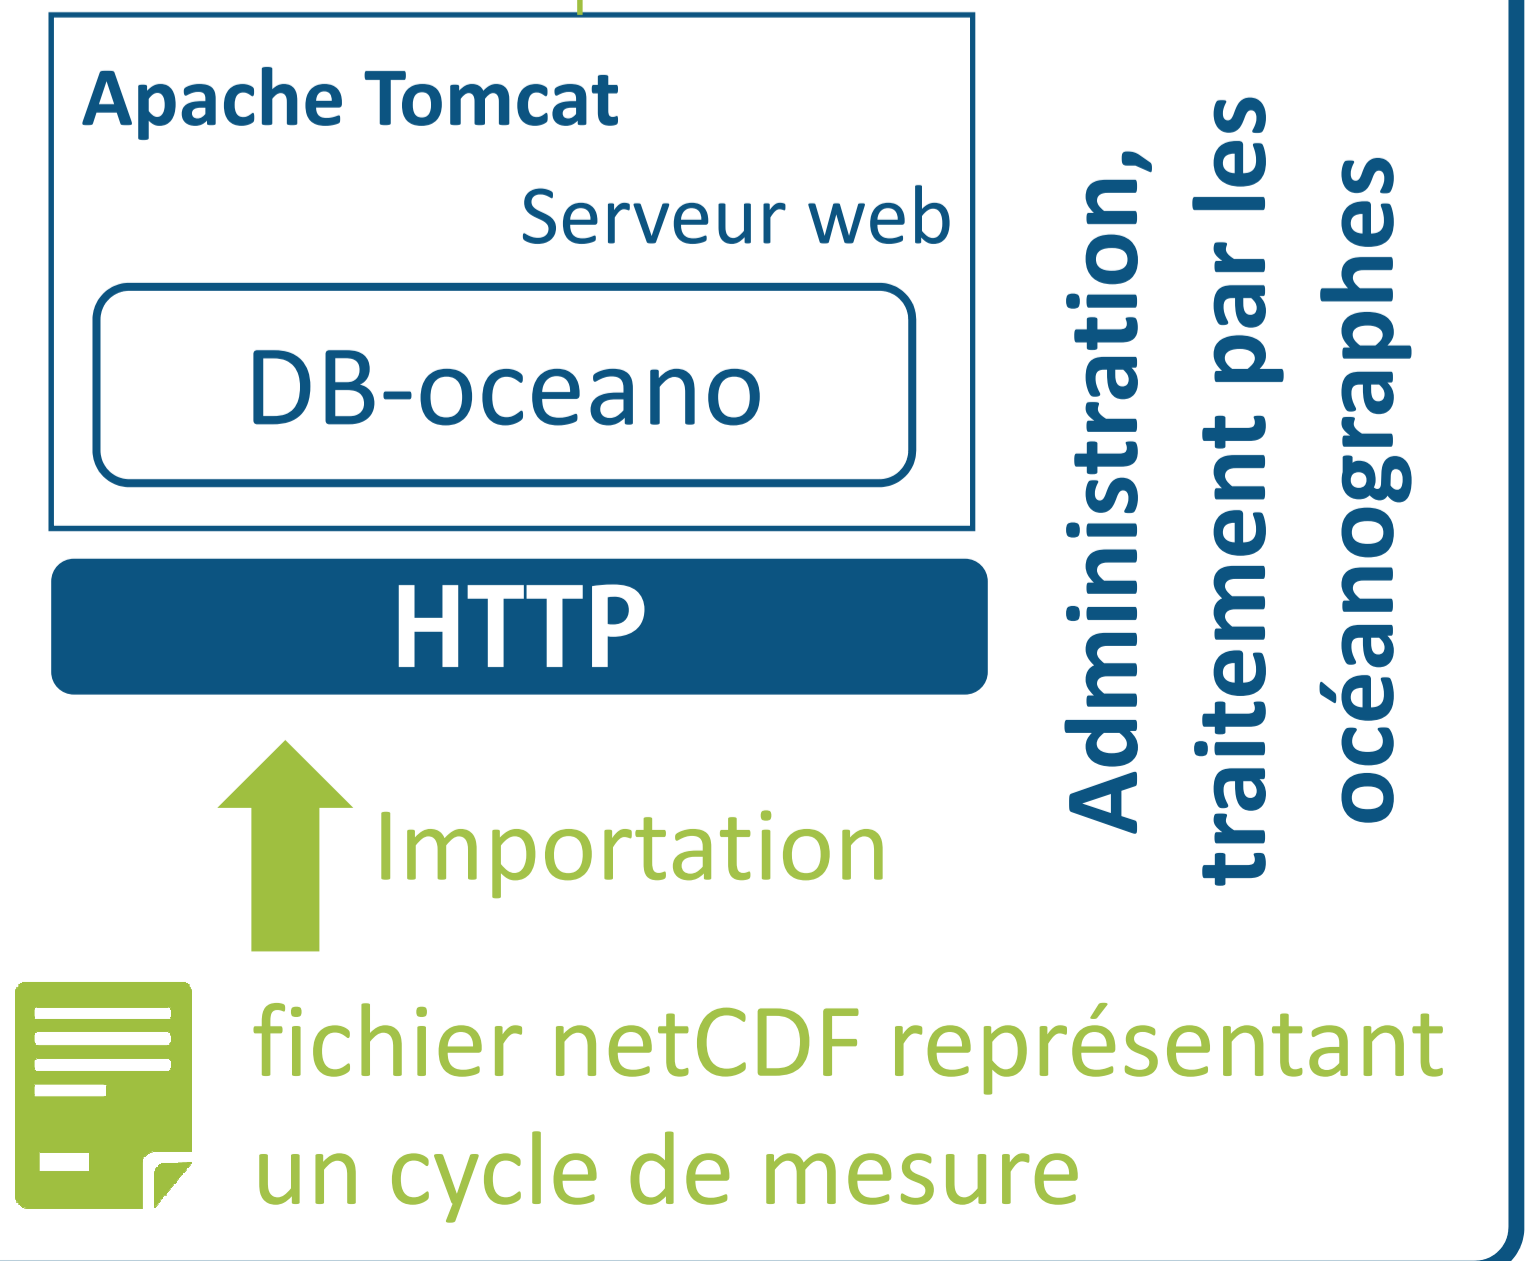 Apache Tomcat
Serveur web
DB-oceano
HTTP
Importation
fichier netCDF représentant
un cycle de mesure
Administration,
traitement par les
océanographes